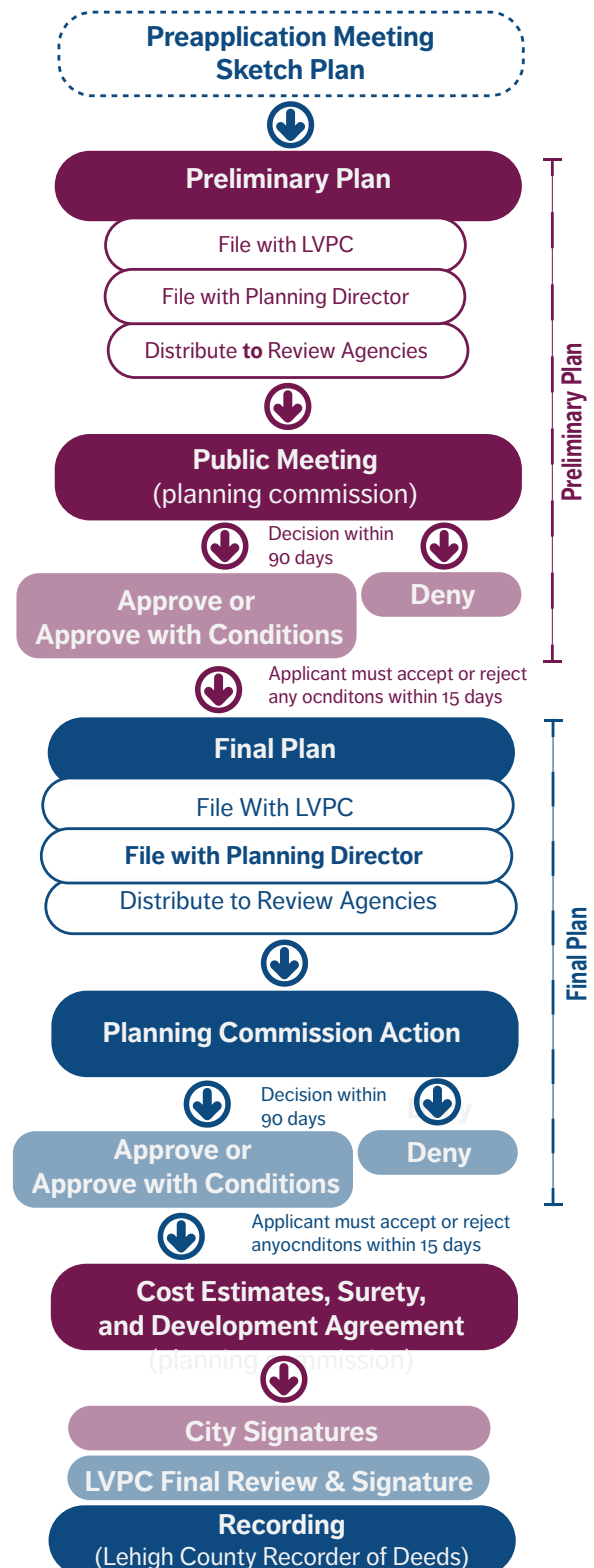 Preapplication Meeting
Sketch Plan
Preliminary Plan
File with LVPC
File with Planning Director
Distribute to Review Agencies
Public Meeting
(planning commission)
Decision within
90 days
Approve or
Approve with Conditions
Deny
Applicant must accept or reject
any ocnditons within 15 days
Preliminary Plan
Final Plan
File With LVPC
File with Planning Director
Distribute to Review Agencies
Planning Commission Action
Decision within
90 days
Deny
Approve or
Approve with Conditions
Deny
Applicant must accept or reject
anyocnditons within 15 days
Final Plan
Cost Estimates, Surety,
and Development Agreement
(planning commission)
City Signatures
LVPC Final Review & Signature
Recording
(Lehigh County Recorder of Deeds)